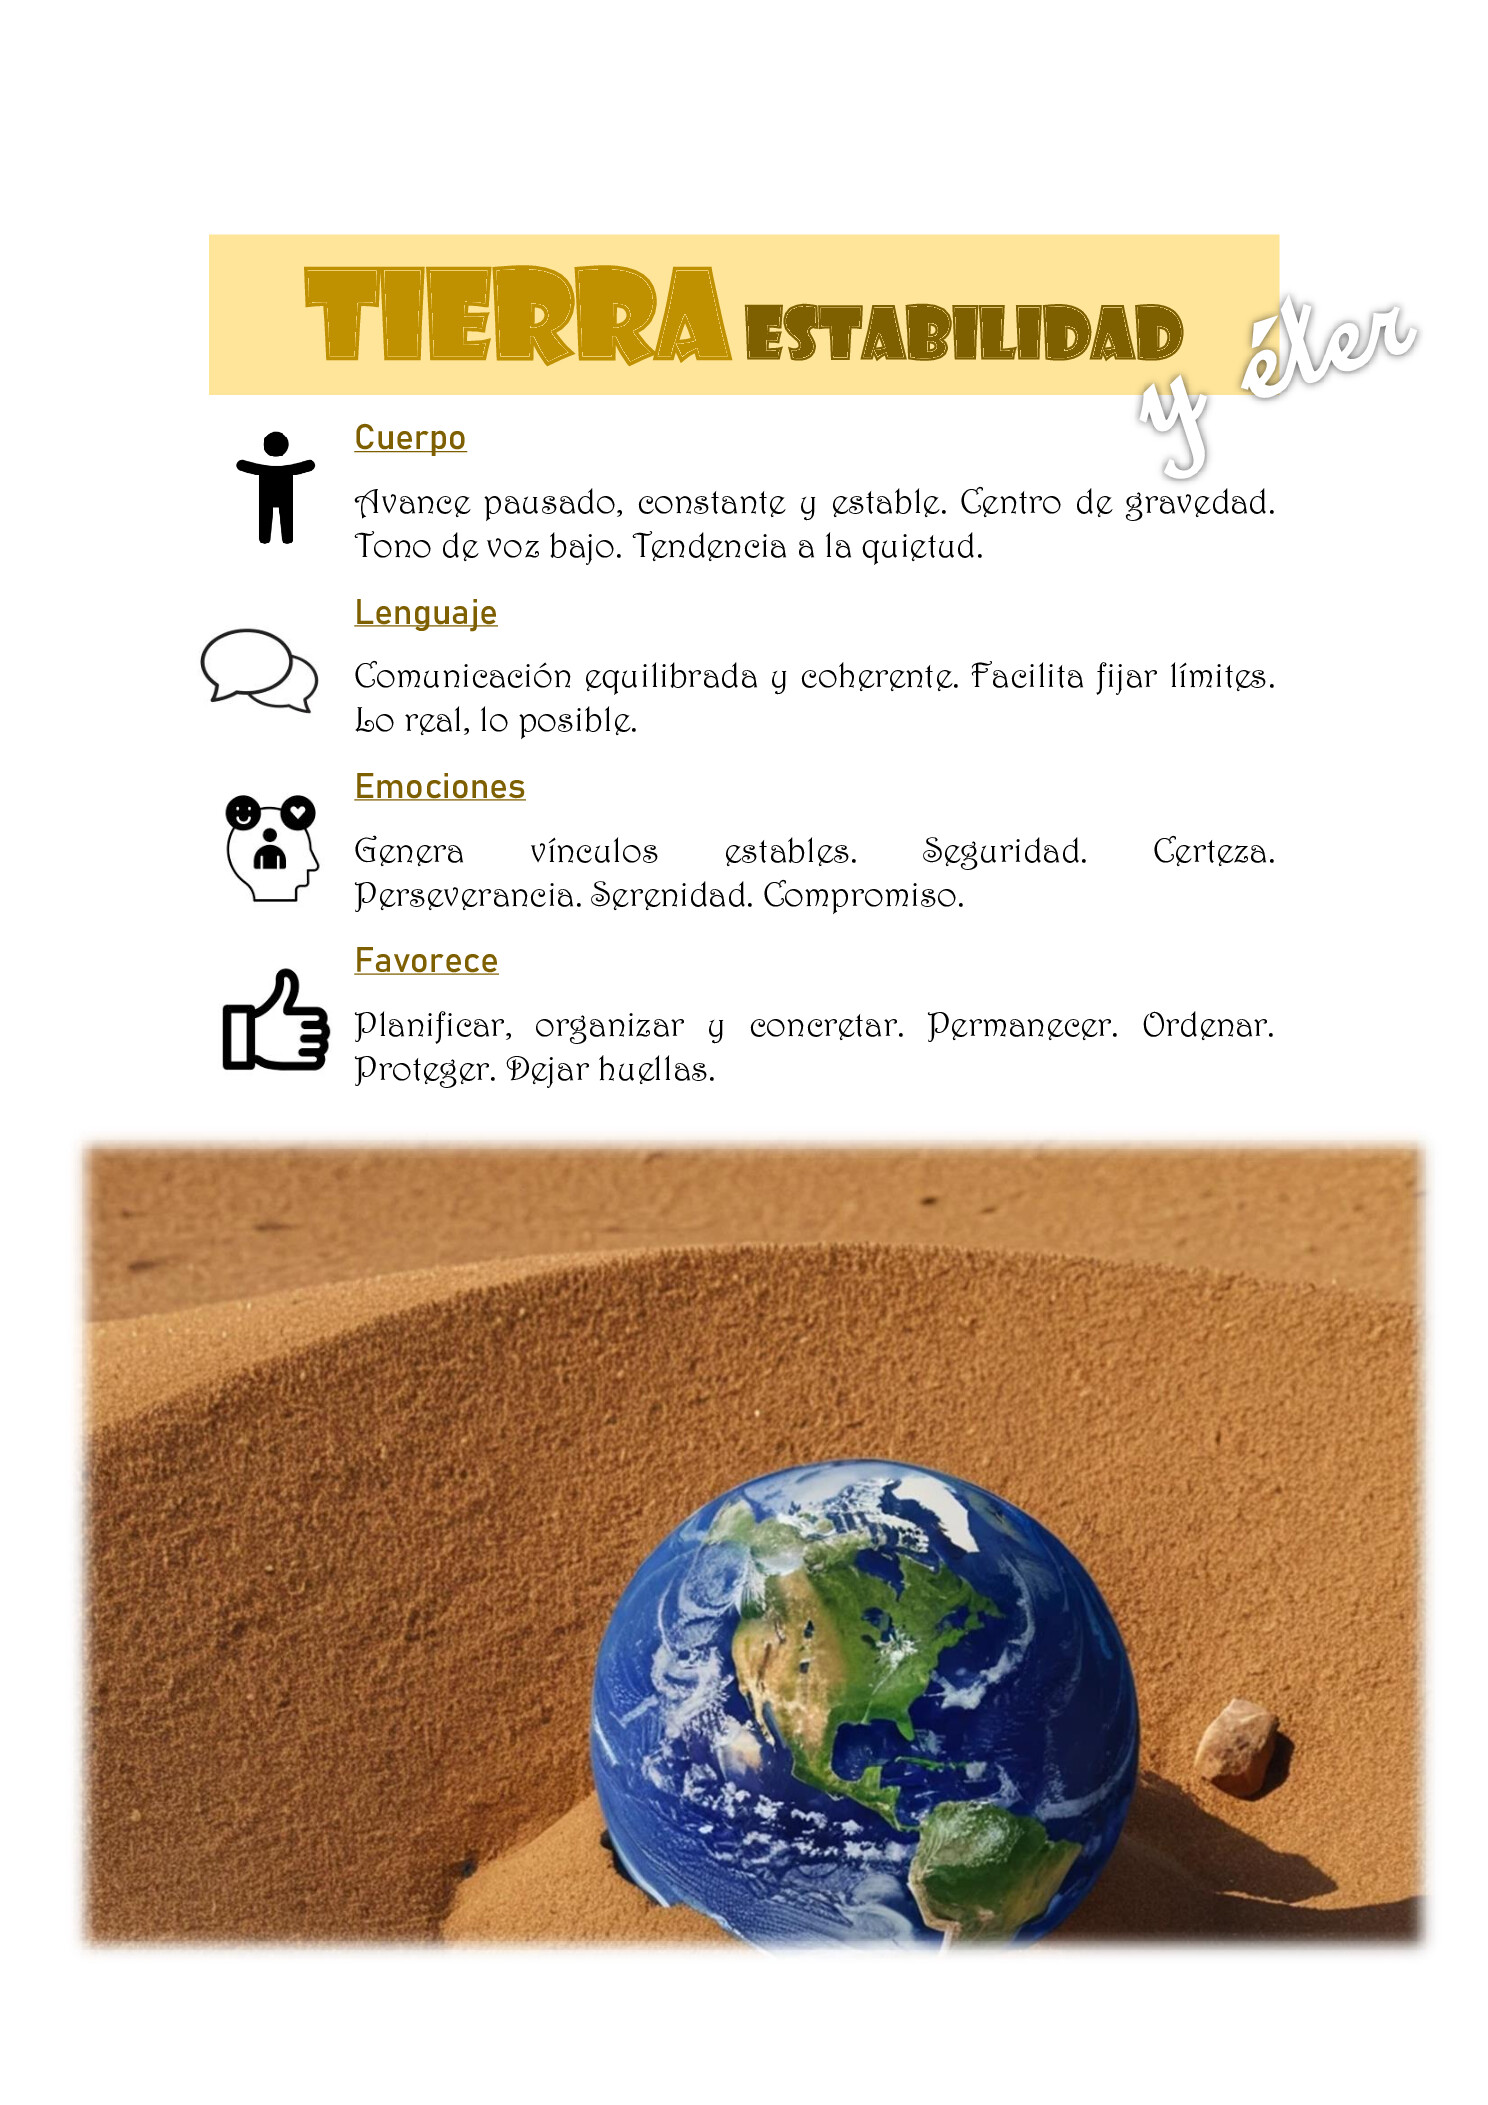 TIERRA ESTABILIDAD
y éter
Cuerpo
Avance pausado, constante y estable. Centro de gravedad.
Tono de voz bajo. Tendencia a la quietud.
Lenguaje
Comunicación equilibrada y coherente. Facilita fijar límites.
Lo real, lo posible.
Emociones
Genera vínculos estables. Seguridad. Certeza.
Perseverancia. Serenidad. Compromiso.
Favorece
Planificar, organizar y concretar. Permanecer. Ordenar.
Proteger. Dejar huellas.